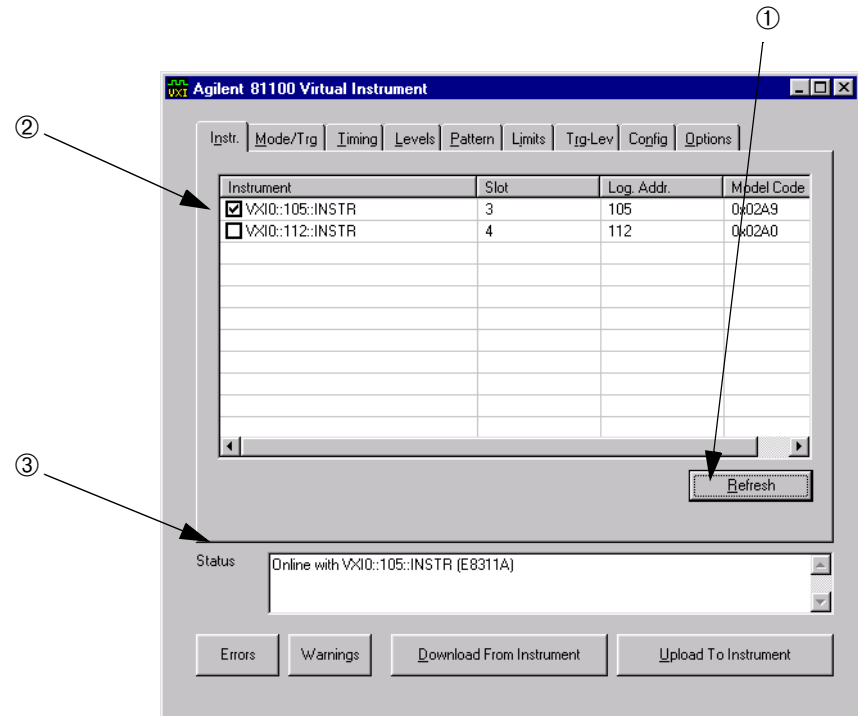 ①
VXI Agilent 81100 Virtual Instrument
②
Instr. Mode/Trg Timing Levels Pattern Limits Trg-Lev Config Options
Instrument Slot Log. Addr. Model Code
VXI0::105::INSTR 3 105 0x02A9
VXI0::112::INSTR 4 112 0x02A0
③
Refresh
Status Online with VXI0::105::INSTR (E8311A)
Errors Warnings Download From Instrument Upload To Instrument